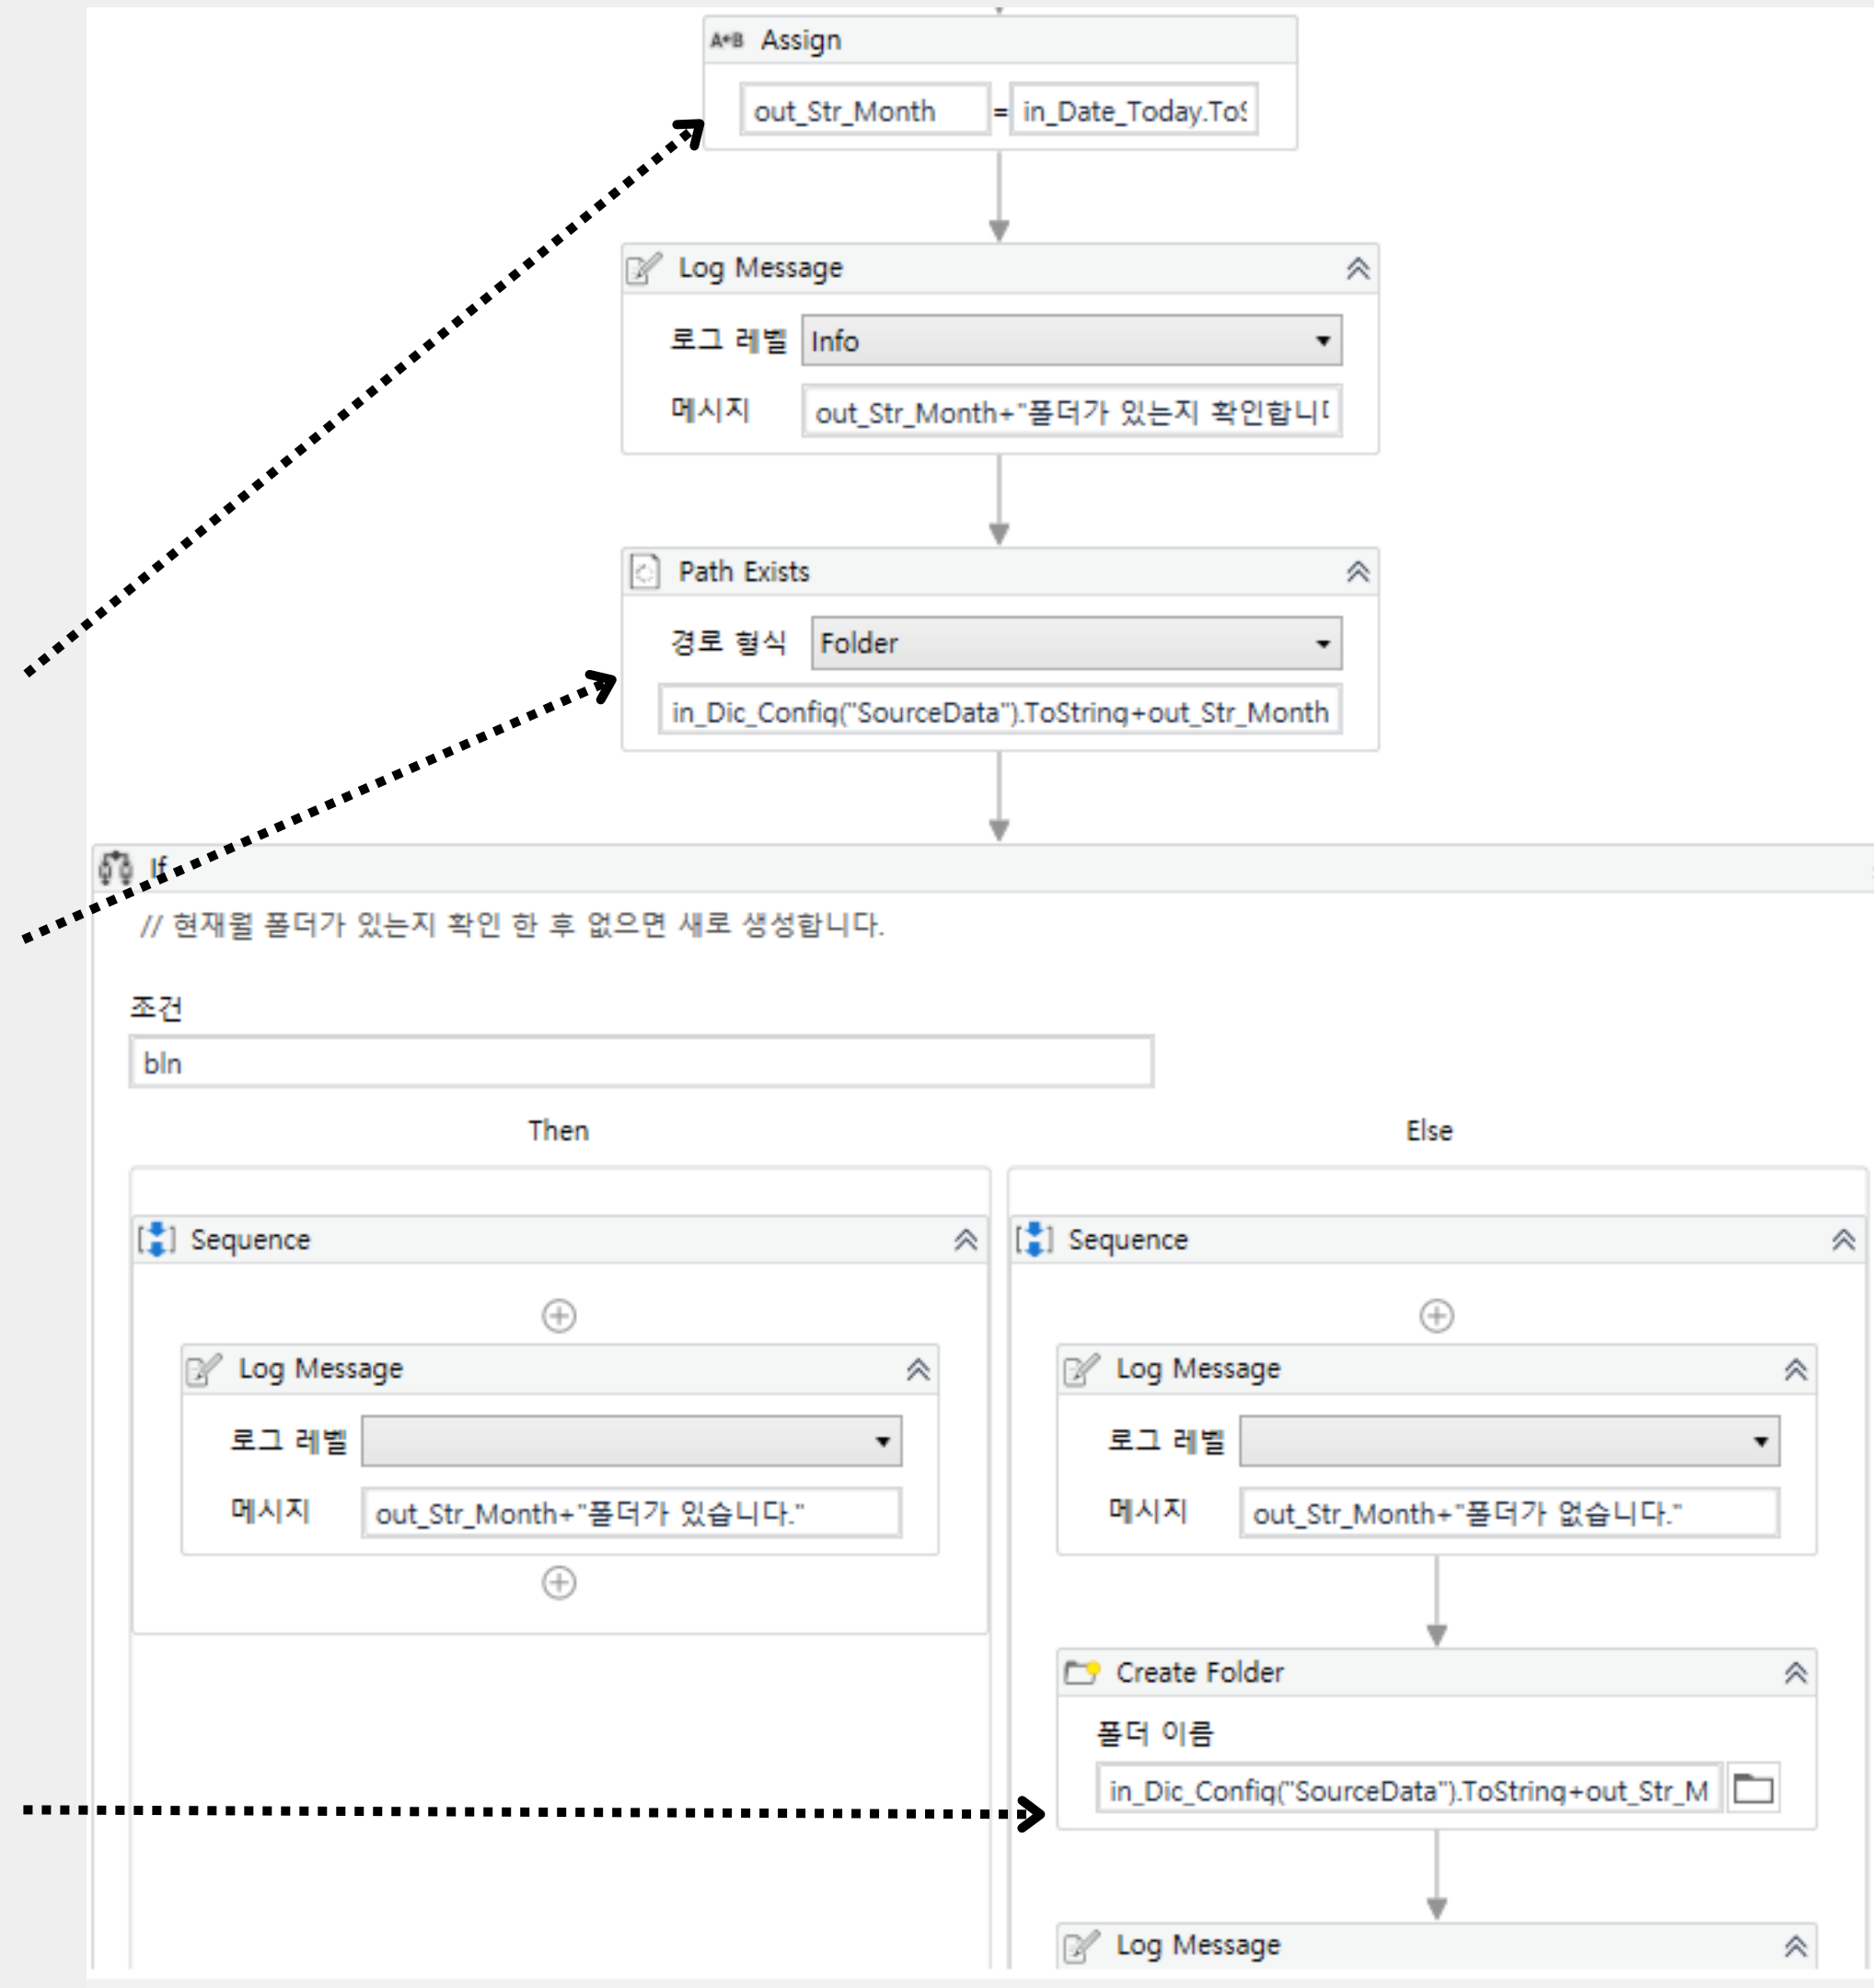 A*B Assign
out_Str_Month = in_Date_Today.ToS
Log Message
로그 레벨 Info
메시지 out_Str_Month+"폴더가 있는지 확인합니다
Path Exists
경로 형식 Folder
in_Dic_Config("SourceData").ToString+out_Str_Month
If
// 현재월 폴더가 있는지 확인 한 후 없으면 새로 생성합니다.
조건
bln
Then
Else
Sequence
Log Message
로그 레벨
메시지 out_Str_Month+"폴더가 있습니다."
Sequence
Log Message
로그 레벨
메시지 out_Str_Month+"폴더가 없습니다."
Create Folder
폴더 이름
in_Dic_Config("SourceData").ToString+out_Str_M
Log Message